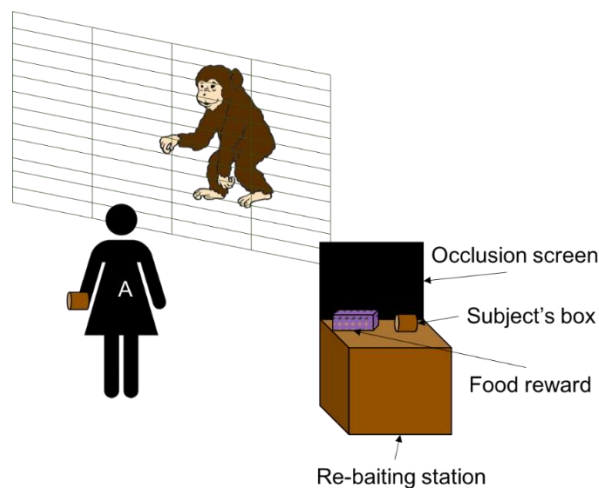 A
Occlusion screen
Subject's box
Food reward
Re-baiting station